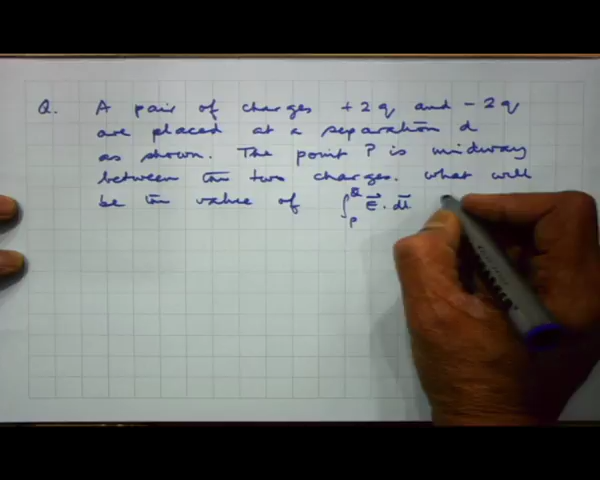 Q. A pair of charges +2q and -2q
are placed at a separation d
as shown. The point P is midway
between the two charges. What will
be the value of ∫_P^Q E⃗ . dl⃗